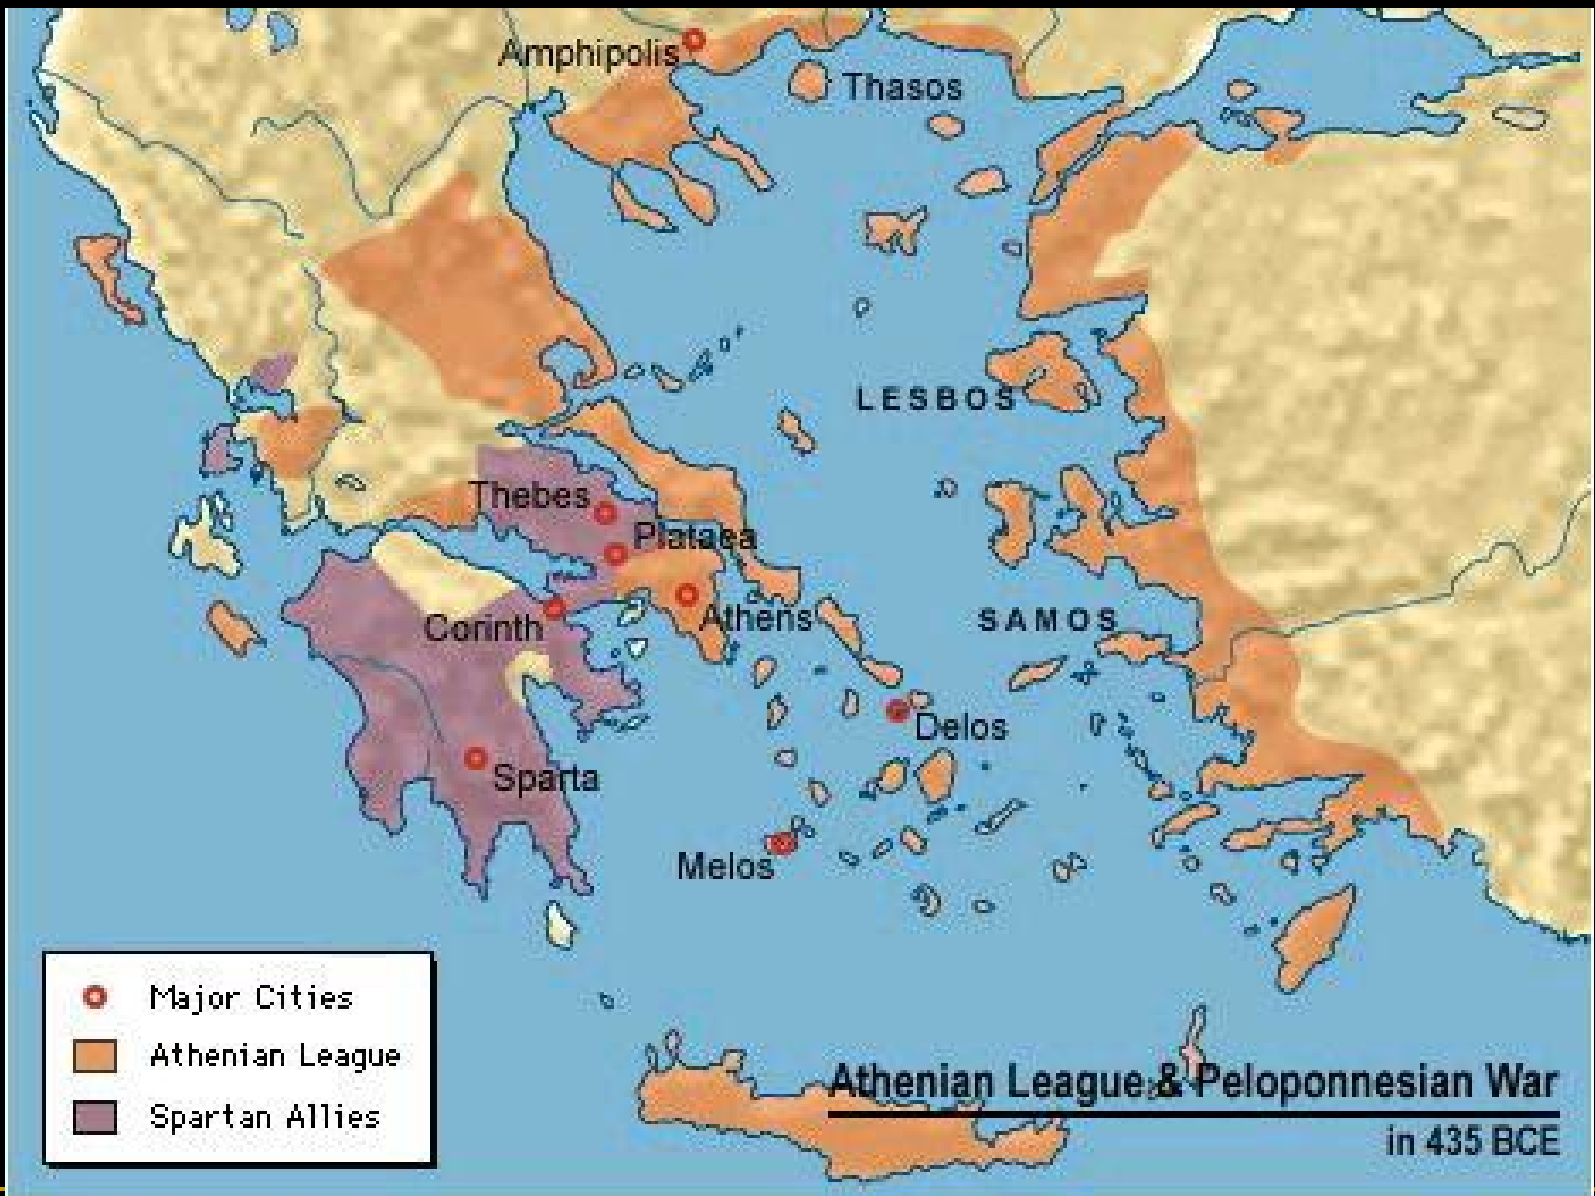 Amphipolis
Thasos
LESBOS
Thebes
Plataea
Corinth
Athens
SAMOS
Delos
Sparta
Melos
Major Cities
Athenian League
Spartan Allies
Athenian League & Peloponnesian War
in 435 BCE